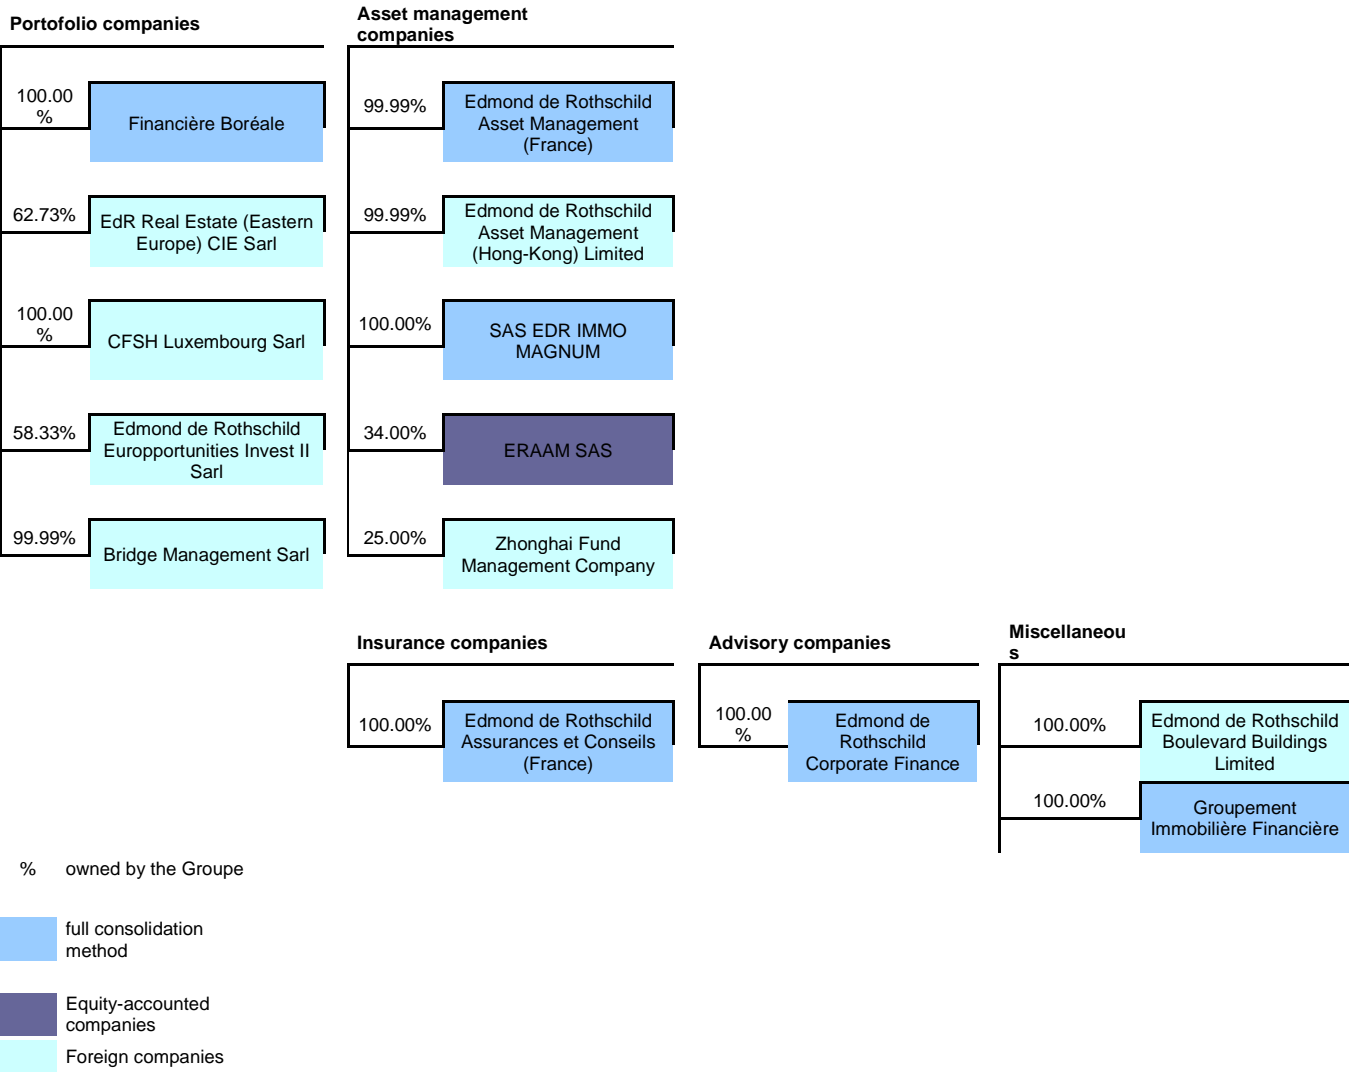 Portofolio companies
100.00
%
Financière Boréale
62.73%
EdR Real Estate (Eastern
Europe) CIE Sarl
100.00
%
CFSH Luxembourg Sarl
58.33%
Edmond de Rothschild
Europportunities Invest II
Sarl
99.99%
Bridge Management Sarl
Asset management
companies
99.99%
Edmond de Rothschild
Asset Management
(France)
99.99%
Edmond de Rothschild
Asset Management
(Hong-Kong) Limited
100.00%
SAS EDR IMMO
MAGNUM
34.00%
ERAAM SAS
25.00%
Zhonghai Fund
Management Company
Insurance companies
100.00%
Edmond de Rothschild
Assurances et Conseils
(France)
Advisory companies
100.00
%
Edmond de
Rothschild
Corporate Finance
Miscellaneou
s
100.00%
Edmond de Rothschild
Boulevard Buildings
Limited
100.00%
Groupement
Immobilière Financière
% owned by the Groupe
full consolidation
method
Equity-accounted
companies
Foreign companies